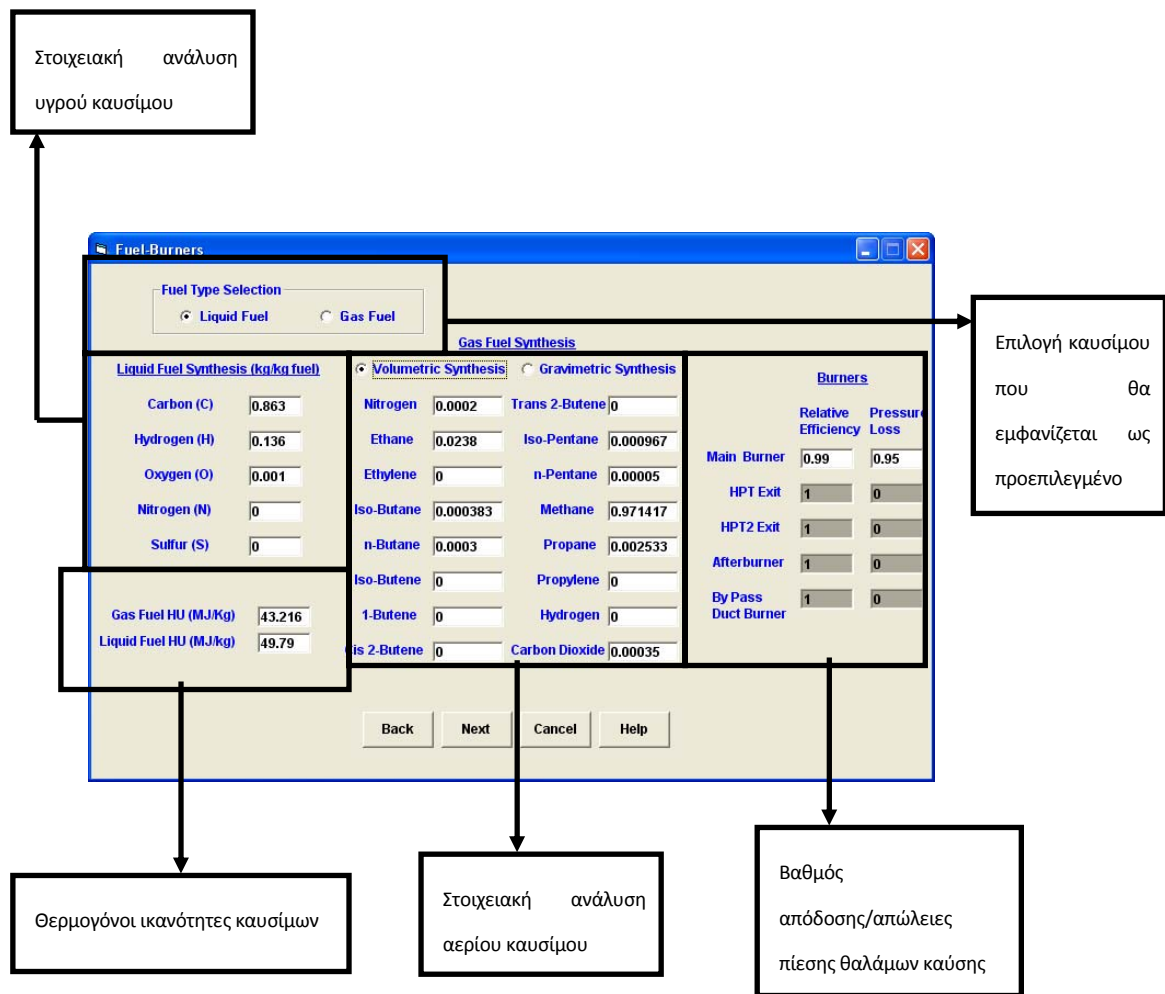 Στοιχειακή ανάλυση
υγρού καυσίμου
Fuel-Burners
Fuel Type Selection
Liquid Fuel Gas Fuel
Επιλογή καυσίμου
που θα
εμφανίζεται ως
προεπιλεγμένο
Gas Fuel Synthesis
Liquid Fuel Synthesis (kg/kg fuel)
Carbon (C) 0.863
Hydrogen (H) 0.136
Oxygen (O) 0.001
Nitrogen (N) 0
Sulfur (S) 0
Gas Fuel HU (MJ/Kg) 43.216
Liquid Fuel HU (MJ/kg) 49.79
Volumetric Synthesis Gravimetric Synthesis
Nitrogen 0.0002 Trans 2-Butene 0
Ethane 0.0238 Iso-Pentane 0.000967
Ethylene 0 n-Pentane 0.00005
Iso-Butane 0.000383 Methane 0.971417
n-Butane 0.0003 Propane 0.002533
Iso-Butene 0 Propylene 0
1-Butene 0 Hydrogen 0
Cis 2-Butene 0 Carbon Dioxide 0.00035
Burners
Relative Pressure
Efficiency Loss
Main Burner 0.99 0.95
HPT Exit 1 0
HPT2 Exit 1 0
Afterburner 1 0
By Pass 1 0
Duct Burner
Back Next Cancel Help
Θερμογόνοι ικανότητες καυσίμων
Στοιχειακή ανάλυση
αερίου καυσίμου
Βαθμός
απόδοσης/απώλειες
πίεσης θαλάμων καύσης